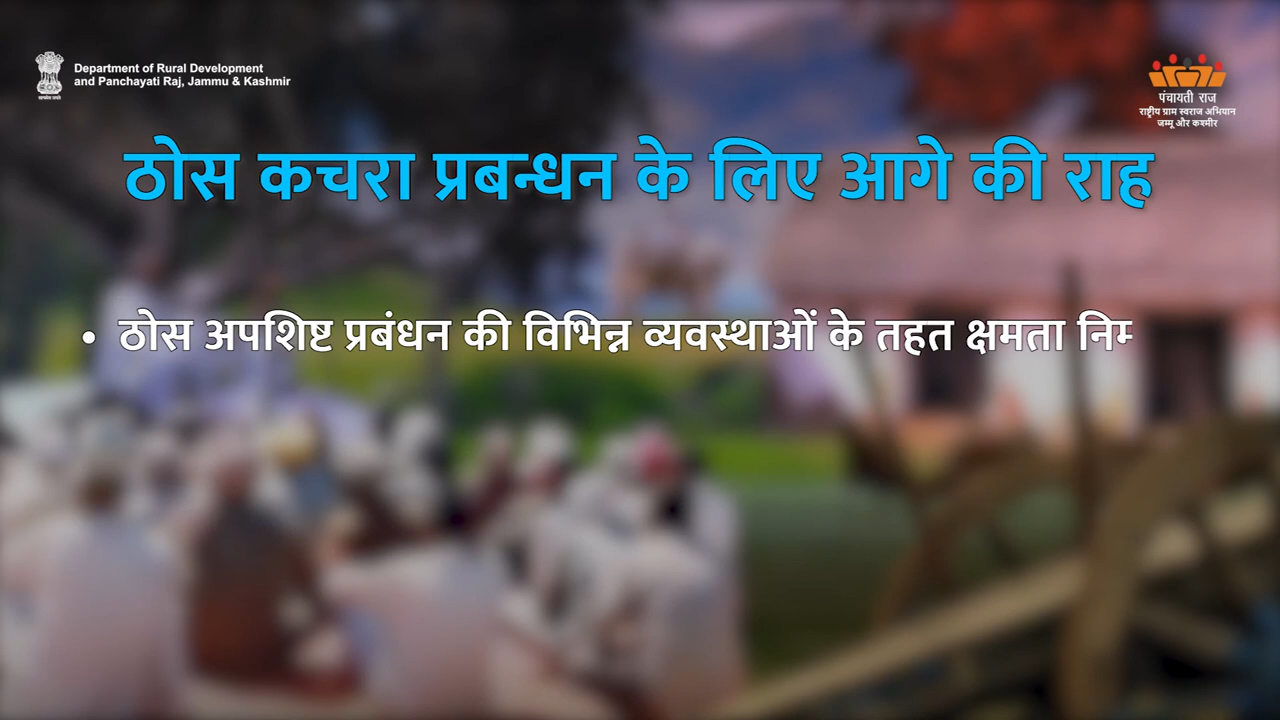 Department of Rural Development
and Panchayati Raj, Jammu & Kashmir
पंचायती राज
राष्ट्रीय ग्राम स्वराज अभियान
जम्मू और कश्मीर
ठोस कचरा प्रबन्धन के लिए आगे की राह
• ठोस अपशिष्ट प्रबंधन की विभिन्न व्यवस्थाओं के तहत क्षमता